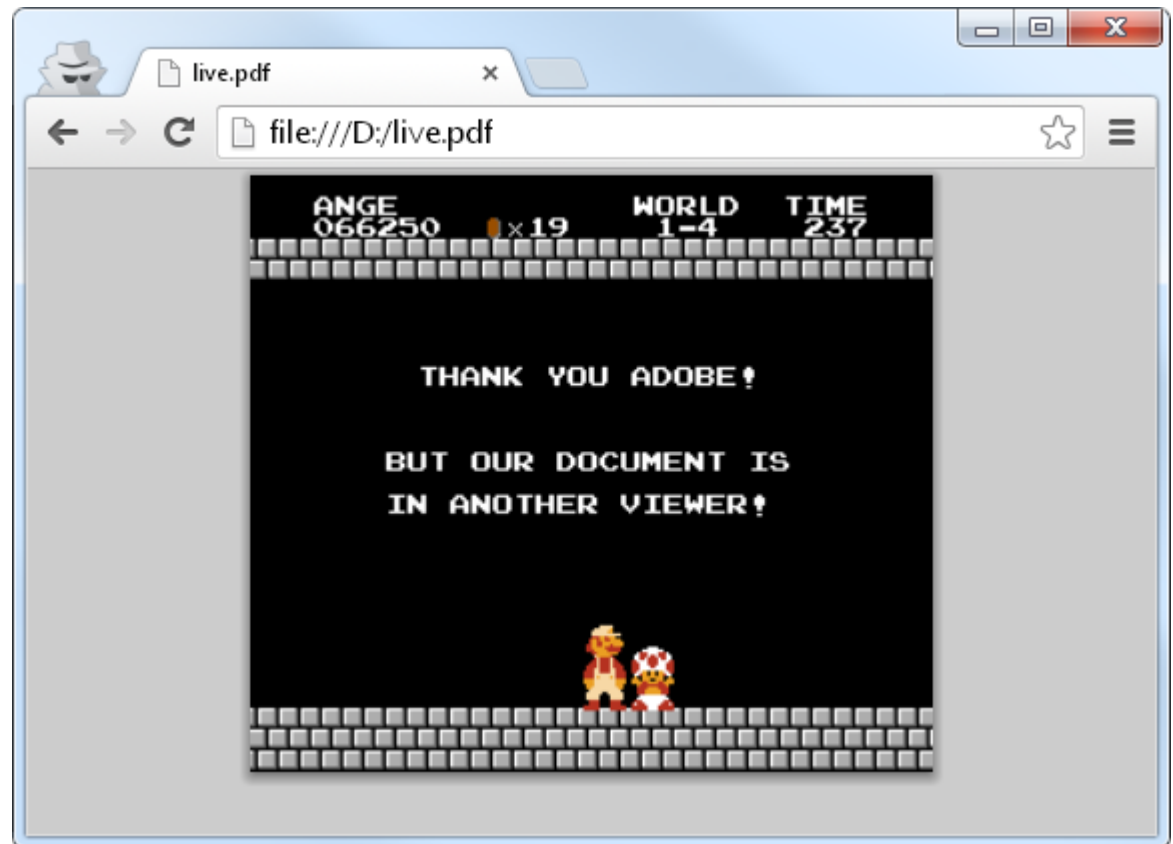 live.pdf
file:///D:/live.pdf
ANGE WORLD TIME
066250 ×19 1-4 237
THANK YOU ADOBE!
BUT OUR DOCUMENT IS
IN ANOTHER VIEWER!